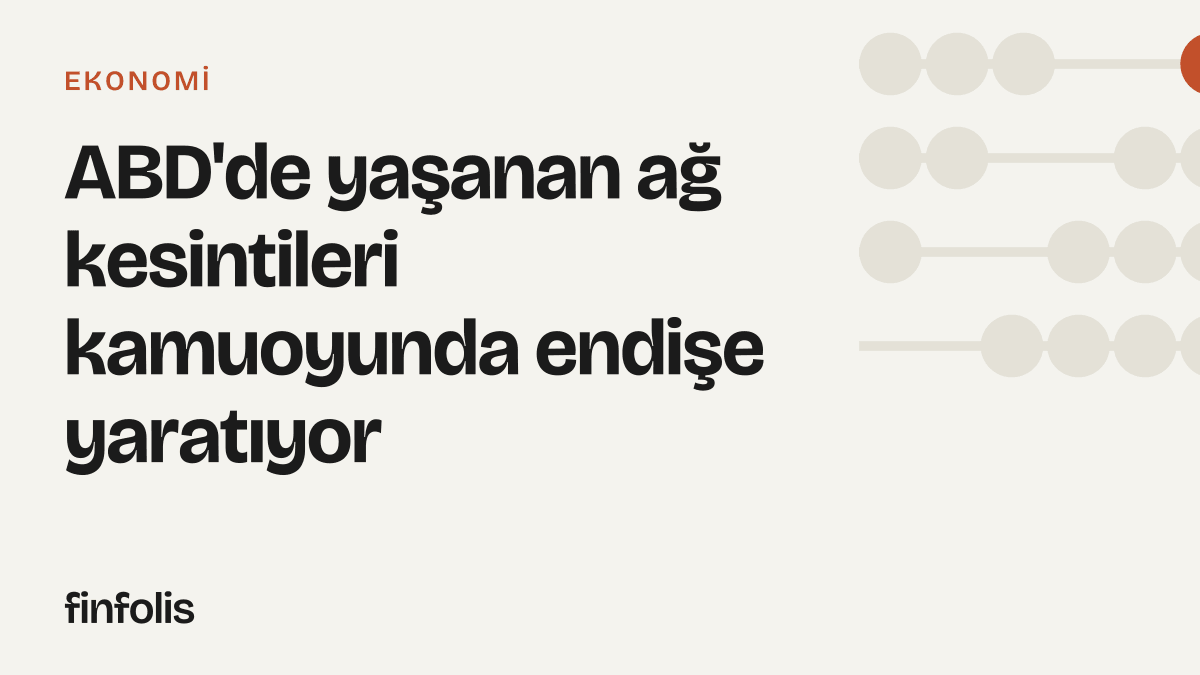 EKONOMİ
ABD'de yaşanan ağ
kesintileri
kamuoyunda endişe
yaratıyor
finfolis